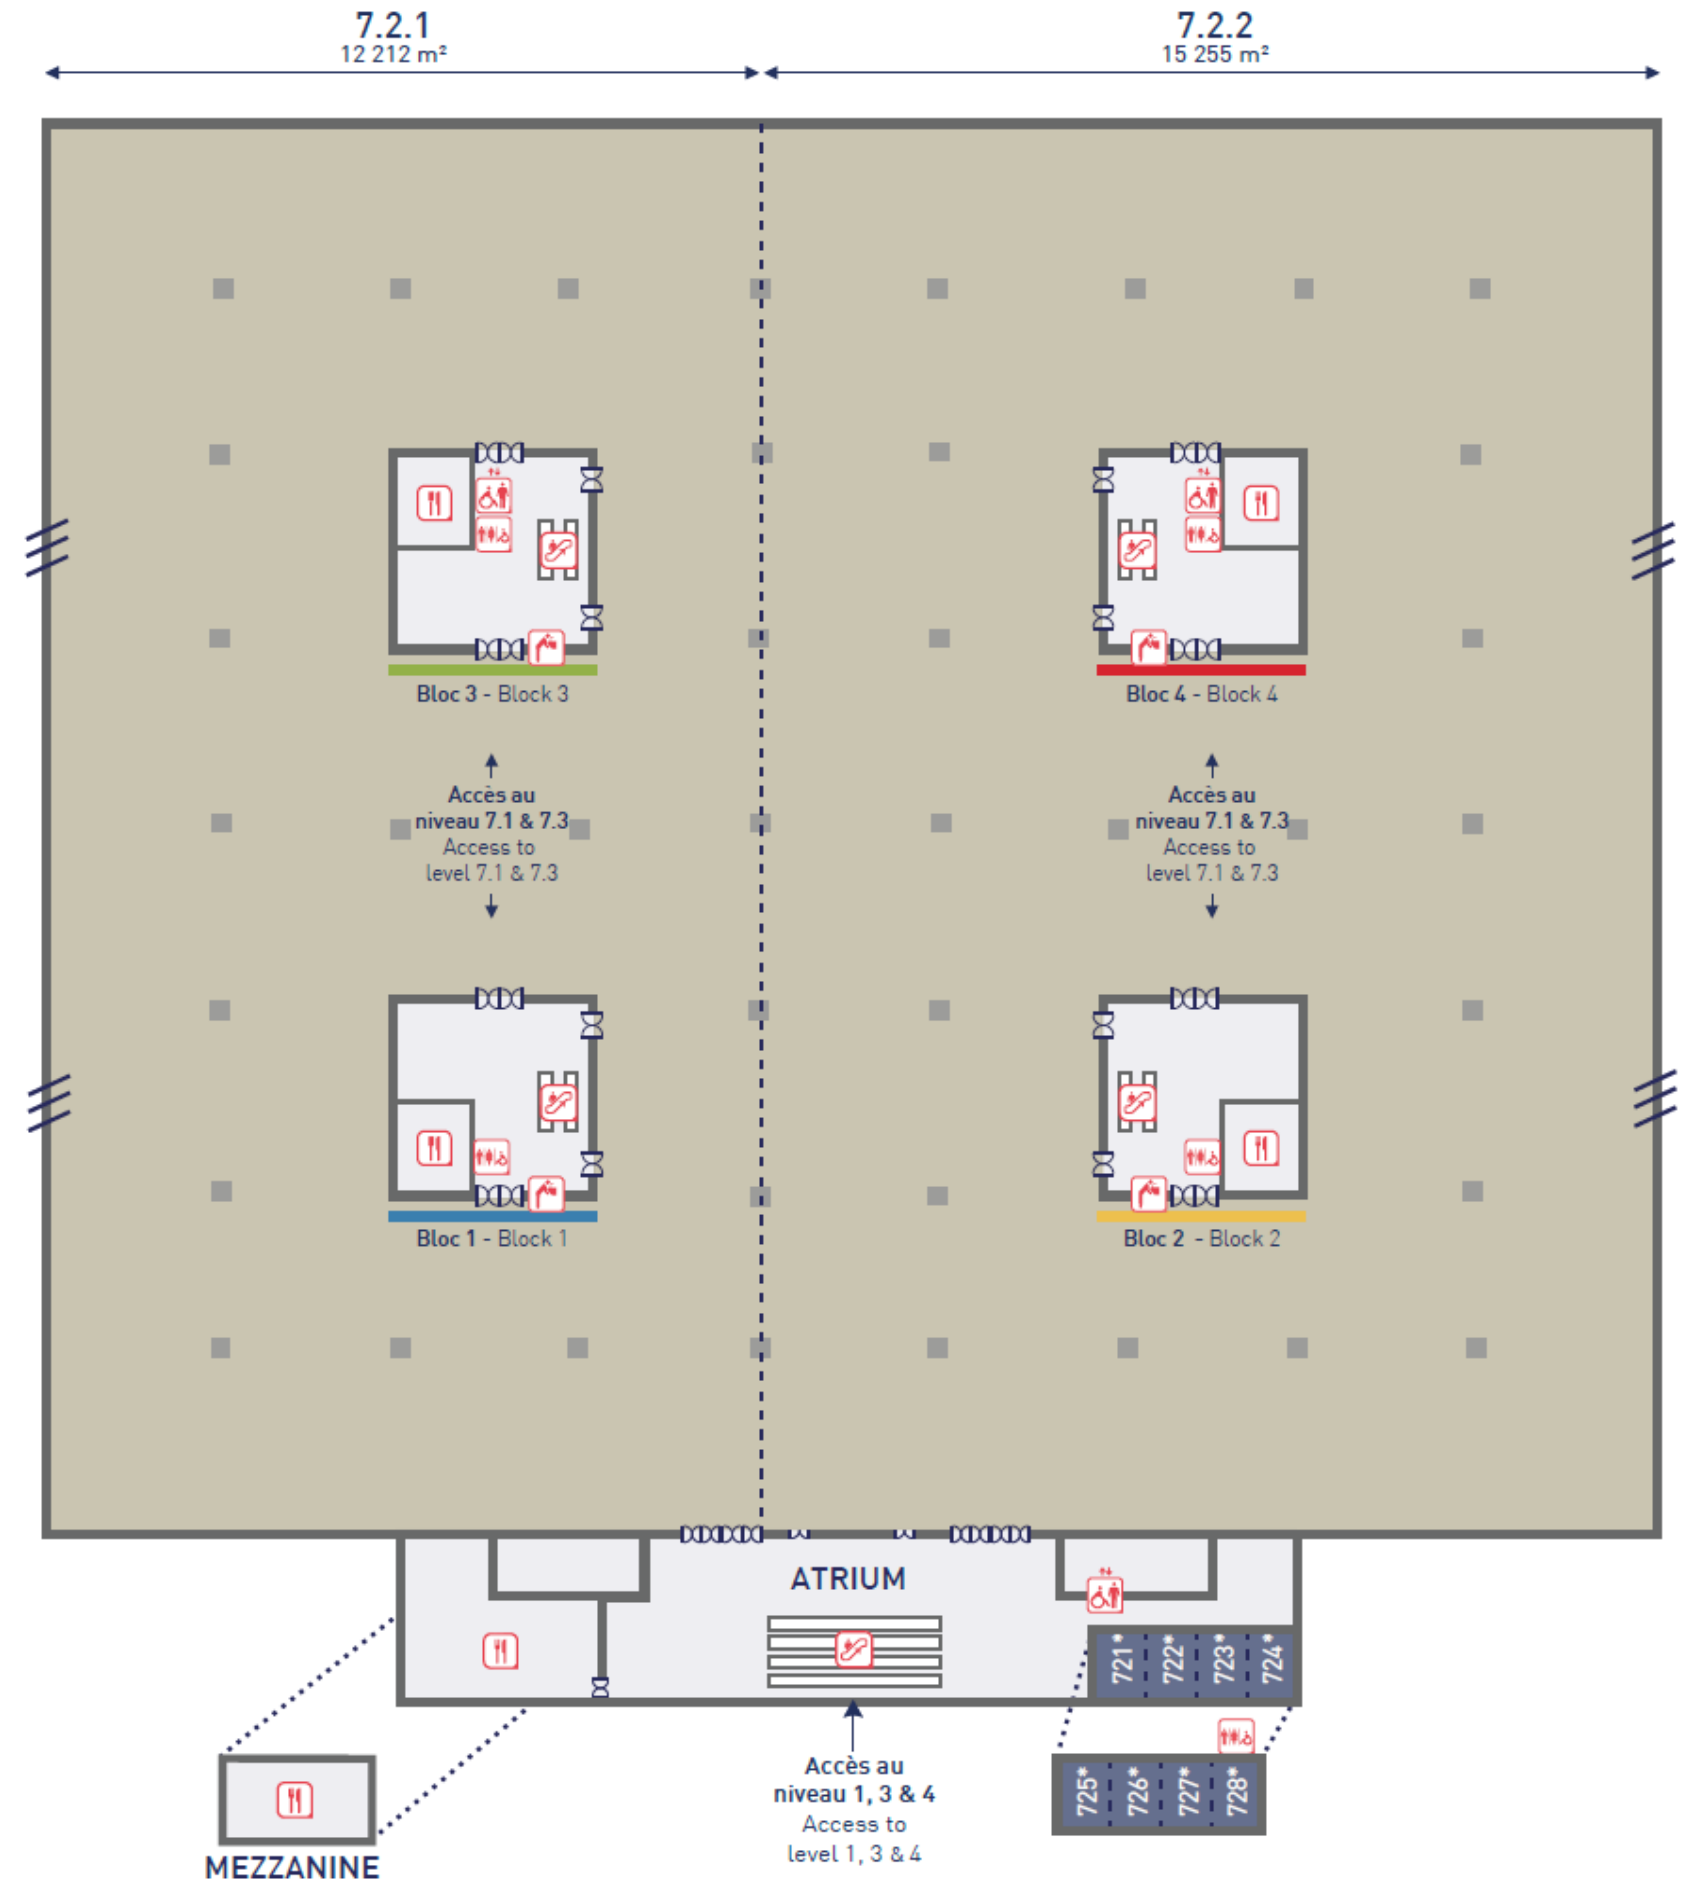 7.2.1
12 212 m²
7.2.2
15 255 m²
Bloc 3 - Block 3
Bloc 4 - Block 4
Accès au
niveau 7.1 & 7.3
Access to
level 7.1 & 7.3
Accès au
niveau 7.1 & 7.3
Access to
level 7.1 & 7.3
Bloc 1 - Block 1
Bloc 2 - Block 2
ATRIUM
721*
722*
723*
724*
725*
726*
727*
728*
Accès au
niveau 1, 3 & 4
Access to
level 1, 3 & 4
MEZZANINE